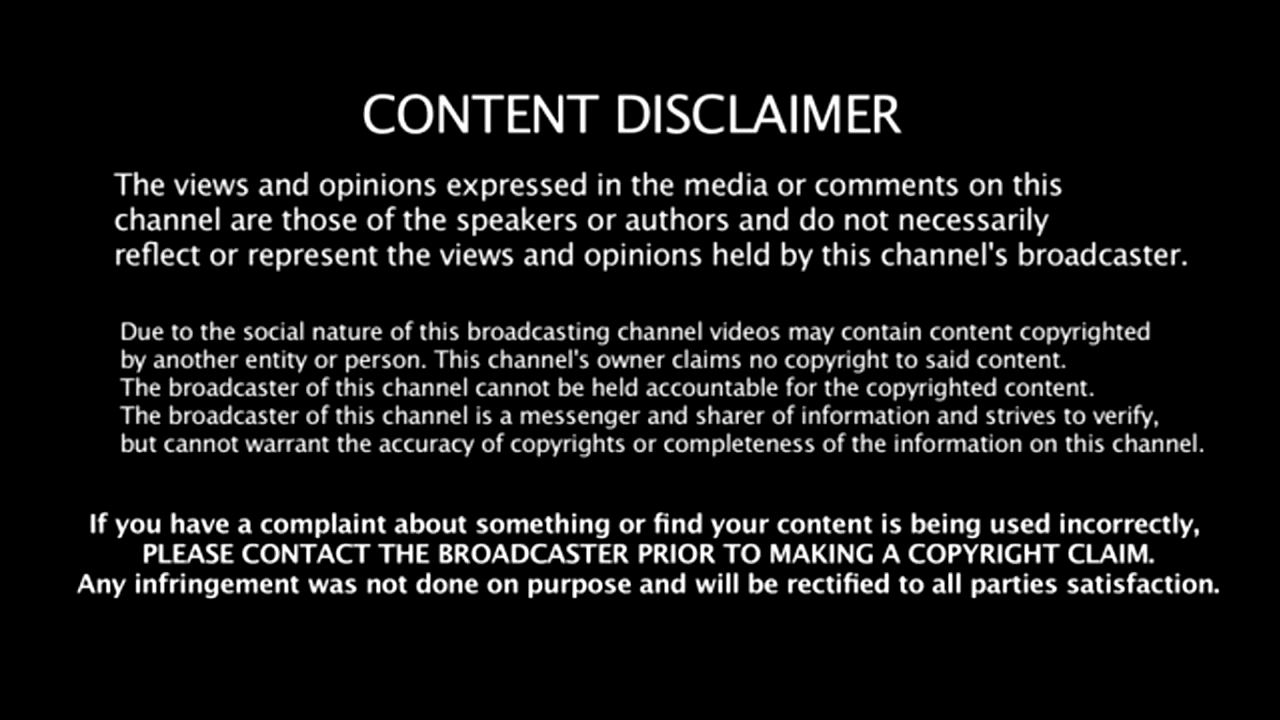 CONTENT DISCLAIMER
The views and opinions expressed in the media or comments on this
channel are those of the speakers or authors and do not necessarily
reflect or represent the views and opinions held by this channel's broadcaster.
Due to the social nature of this broadcasting channel videos may contain content copyrighted
by another entity or person. This channel's owner claims no copyright to said content.
The broadcaster of this channel cannot be held accountable for the copyrighted content.
The broadcaster of this channel is a messenger and sharer of information and strives to verify,
but cannot warrant the accuracy of copyrights or completeness of the information on this channel.
If you have a complaint about something or find your content is being used incorrectly,
PLEASE CONTACT THE BROADCASTER PRIOR TO MAKING A COPYRIGHT CLAIM.
Any infringement was not done on purpose and will be rectified to all parties satisfaction.